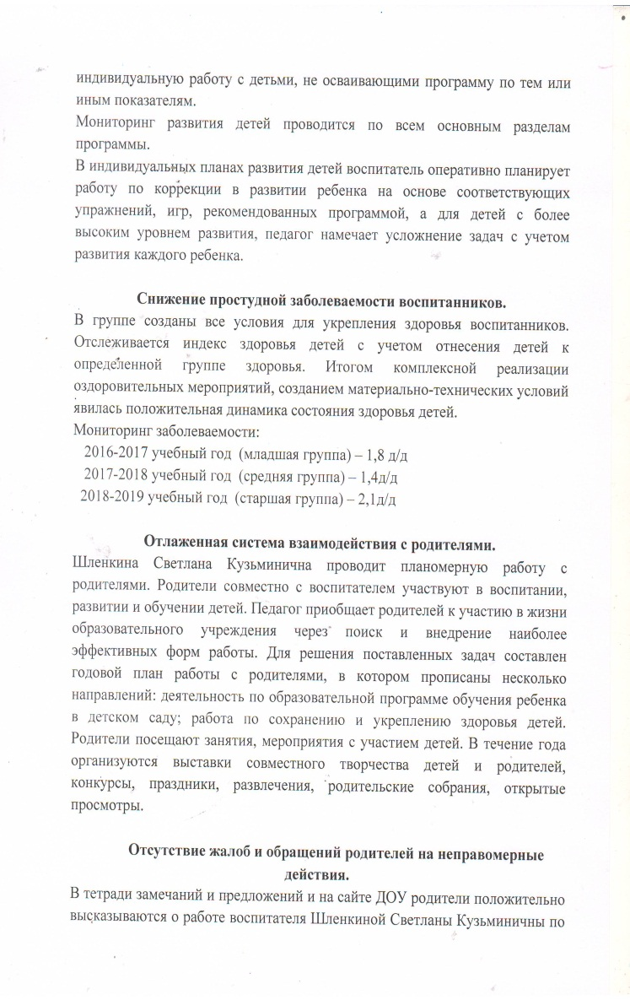 индивидуальную работу с детьми, не осваивающими программу по тем или
иным показателям.
Мониторинг развития детей проводится по всем основным разделам
программы.
В индивидуальных планах развития детей воспитатель оперативно планирует
работу по коррекции в развитии ребенка на основе соответствующих
упражнений, игр, рекомендованных программой, а для детей с более
высоким уровнем развития, педагог намечает усложнение задач с учетом
развития каждого ребенка.
Снижение простудной заболеваемости воспитанников.
В группе созданы все условия для укрепления здоровья воспитанников.
Отслеживается индекс здоровья детей с учетом отнесения детей к
определенной группе здоровья. Итогом комплексной реализации
оздоровительных мероприятий, созданием материально-технических условий
явилась положительная динамика состояния здоровья детей.
Мониторинг заболеваемости:
2016-2017 учебный год (младшая группа) – 1,8 д/д
2017-2018 учебный год (средняя группа) – 1,4д/д
2018-2019 учебный год (старшая группа) – 2,1д/д
Отлаженная система взаимодействия с родителями.
Шленкина Светлана Кузьминична проводит планомерную работу с
родителями. Родители совместно с воспитателем участвуют в воспитании,
развитии и обучении детей. Педагог приобщает родителей к участию в жизни
образовательного учреждения через поиск и внедрение наиболее
эффективных форм работы. Для решения поставленных задач составлен
годовой план работы с родителями, в котором прописаны несколько
направлений: деятельность по образовательной программе обучения ребенка
в детском саду; работа по сохранению и укреплению здоровья детей.
Родители посещают занятия, мероприятия с участием детей. В течение года
организуются выставки совместного творчества детей и родителей,
конкурсы, праздники, развлечения, родительские собрания, открытые
просмотры.
Отсутствие жалоб и обращений родителей на неправомерные
действия.
В тетради замечаний и предложений и на сайте ДОУ родители положительно
высказываются о работе воспитателя Шленкиной Светланы Кузьминичны по